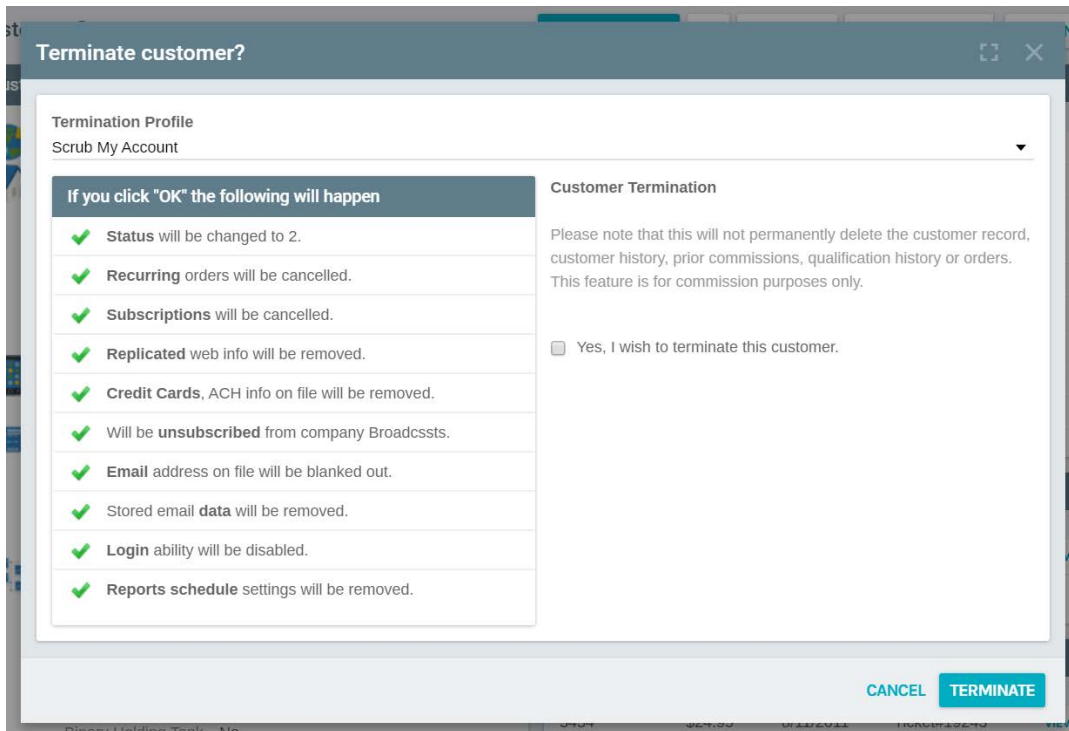 Terminate customer?
Termination Profile
Scrub My Account
If you click "OK" the following will happen
Status will be changed to 2.
Recurring orders will be cancelled.
Subscriptions will be cancelled.
Replicated web info will be removed.
Credit Cards, ACH info on file will be removed.
Will be unsubscribed from company Broadcssts.
Email address on file will be blanked out.
Stored email data will be removed.
Login ability will be disabled.
Reports schedule settings will be removed.
Customer Termination
Please note that this will not permanently delete the customer record,
customer history, prior commissions, qualification history or orders.
This feature is for commission purposes only.
Yes, I wish to terminate this customer.
CANCEL TERMINATE